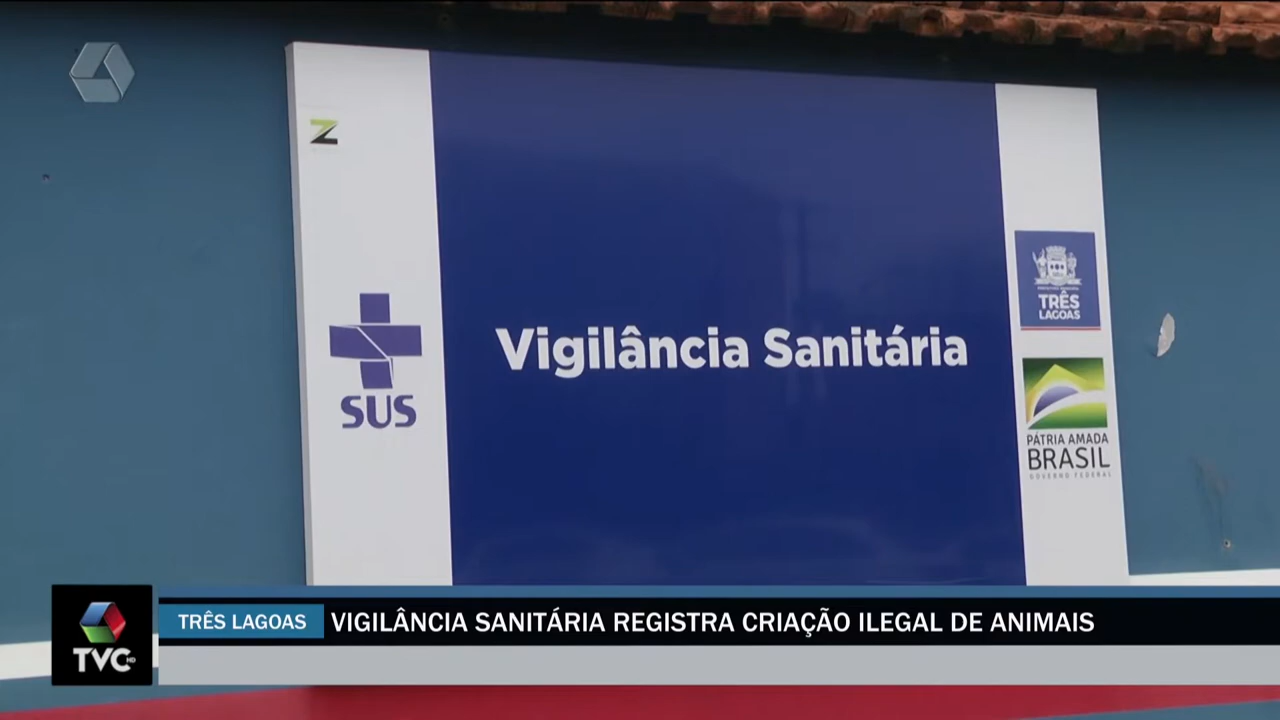 Z
SUS
Vigilância Sanitária
TRÊS
LAGOAS
PÁTRIA AMADA
BRASIL
GOVERNO FEDERAL
TRÊS LAGOAS
VIGILÂNCIA SANITÁRIA REGISTRA CRIAÇÃO ILEGAL DE ANIMAIS
TVC HD